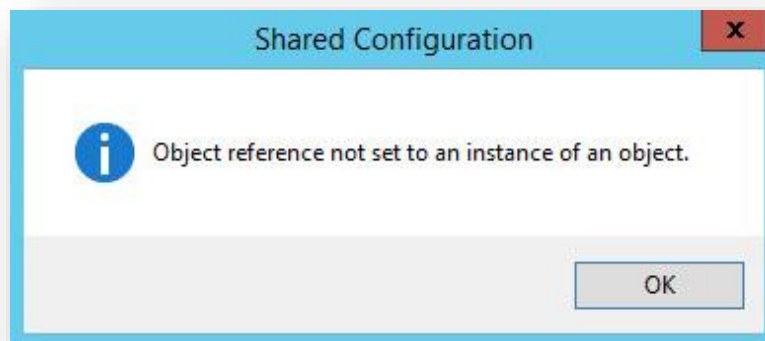 Shared Configuration
x
Object reference not set to an instance of an object.
OK